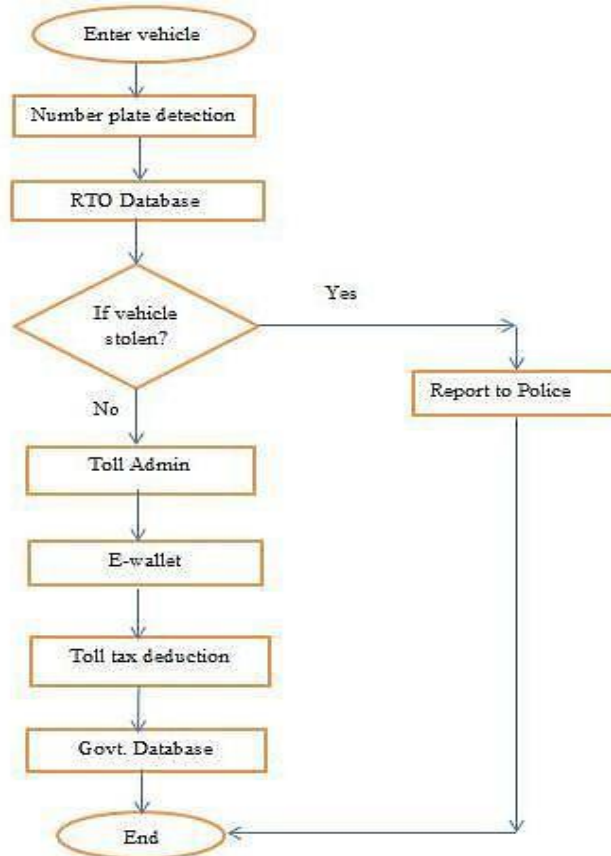 Enter vehicle
Number plate detection
RTO Database
If vehicle
stolen?
Yes
Report to Police
No
Toll Admin
E-wallet
Toll tax deduction
Govt. Database
End